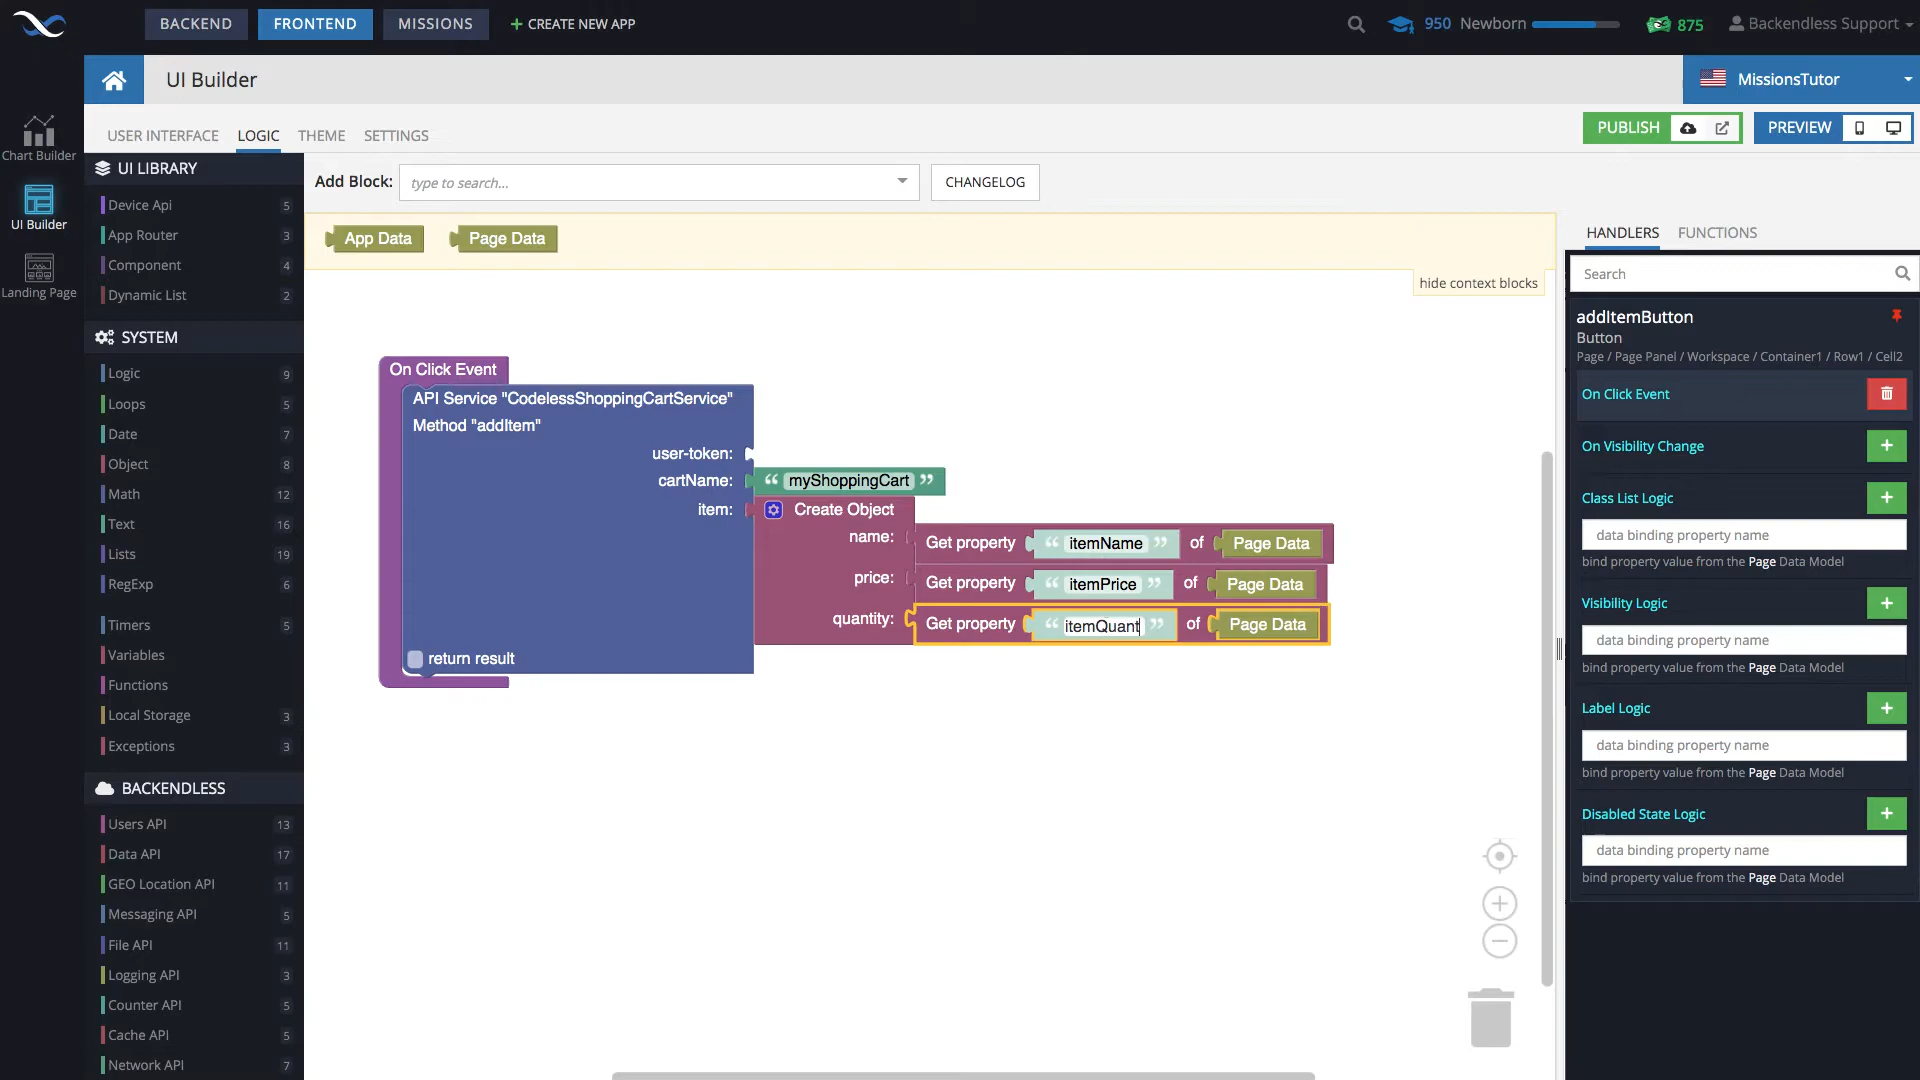 BACKEND FRONTEND MISSIONS + CREATE NEW APP 950 Newborn 875 Backendless Support
UI Builder MissionsTutor
USER INTERFACE LOGIC THEME SETTINGS PUBLISH PREVIEW
Chart Builder
UI Builder
Landing Page
UI LIBRARY
Device Api 5
App Router 3
Component 4
Dynamic List 2
SYSTEM
Logic 9
Loops 5
Date 7
Object 8
Math 12
Text 16
Lists 19
RegExp 6
Timers 5
Variables
Functions
Local Storage 3
Exceptions 3
BACKENDLESS
Users API 13
Data API 17
GEO Location API 11
Messaging API 5
File API 11
Logging API 3
Counter API 5
Cache API 5
Network API 7
Add Block: type to search... CHANGELOG
App Data Page Data
hide context blocks
On Click Event
API Service "CodelessShoppingCartService"
Method "addItem"
user-token:
cartName: “ myShoppingCart ”
item: Create Object
name: Get property “ itemName ” of Page Data
price: Get property “ itemPrice ” of Page Data
quantity: Get property “ itemQuant ” of Page Data
return result
HANDLERS FUNCTIONS
Search
addItemButton
Button
Page / Page Panel / Workspace / Container1 / Row1 / Cell2
On Click Event
On Visibility Change +
Class List Logic +
data binding property name
bind property value from the Page Data Model
Visibility Logic +
data binding property name
bind property value from the Page Data Model
Label Logic +
data binding property name
bind property value from the Page Data Model
Disabled State Logic +
data binding property name
bind property value from the Page Data Model